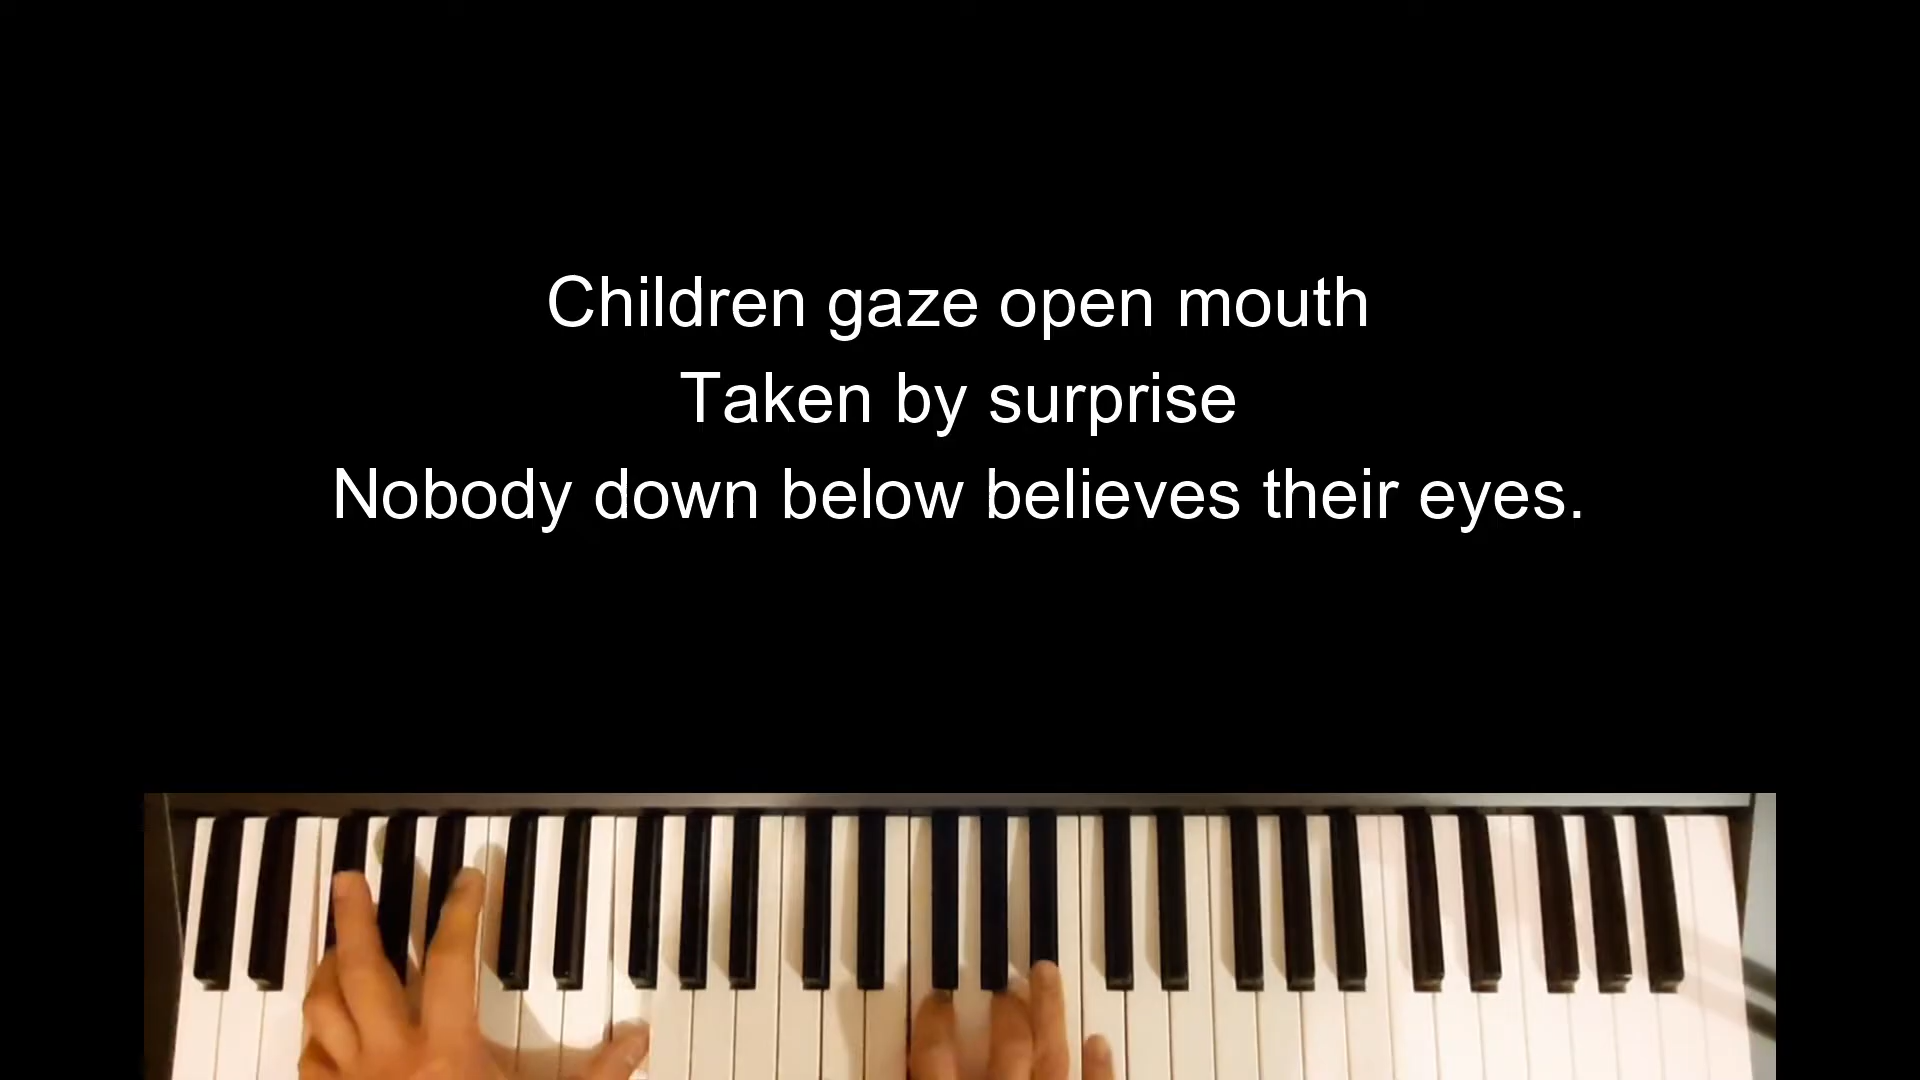 Children gaze open mouth
Taken by surprise
Nobody down below believes their eyes.